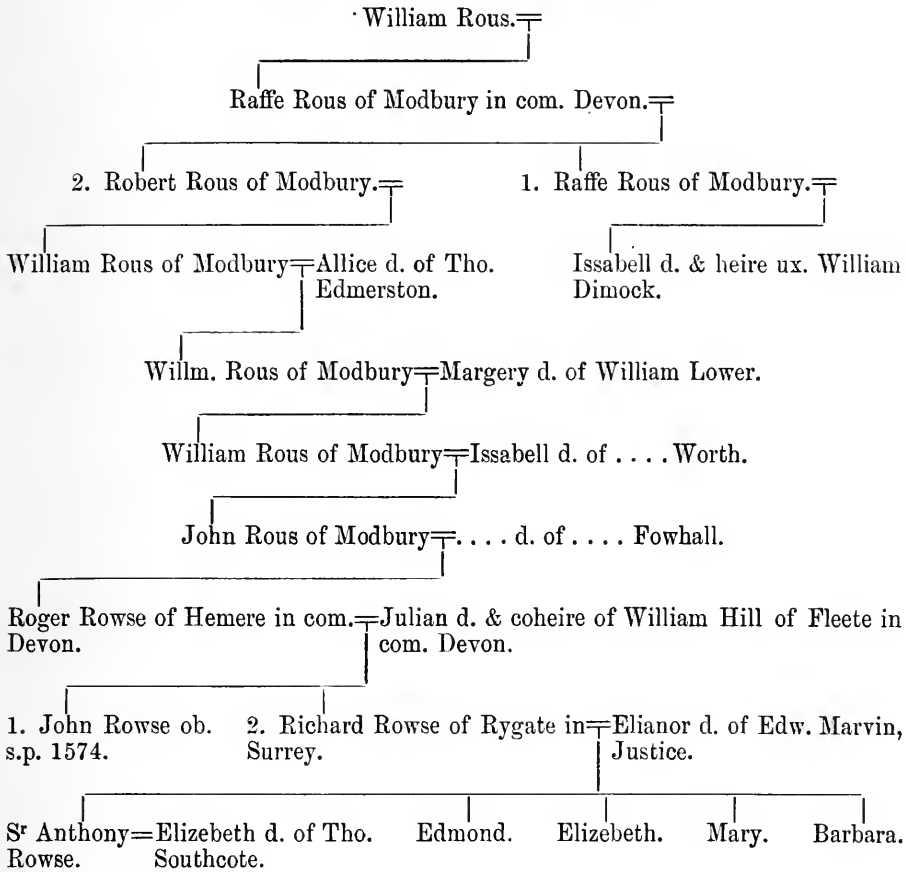 William Rous.
Raffe Rous of Modbury in com. Devon.
2. Robert Rous of Modbury.
1. Raffe Rous of Modbury.
William Rous of Modbury=Allice d. of Tho.
Edmerston.
Issabell d. & heire ux. William
Dimock.
Willm. Rous of Modbury=Margery d. of William Lower.
William Rous of Modbury=Issabell d. of . . . . Worth.
John Rous of Modbury=. . . . d. of . . . . Fowhall.
Roger Rowse of Hemere in com.=Julian d. & coheire of William Hill of Fleete in
Devon.
com. Devon.
1. John Rowse ob.
s.p. 1574.
2. Richard Rowse of Rygate in=Elianor d. of Edw. Marvin,
Surrey.
Justice.
Sʳ Anthony=Elizebeth d. of Tho.
Rowse.
Southcote.
Edmond.
Elizebeth.
Mary.
Barbara.